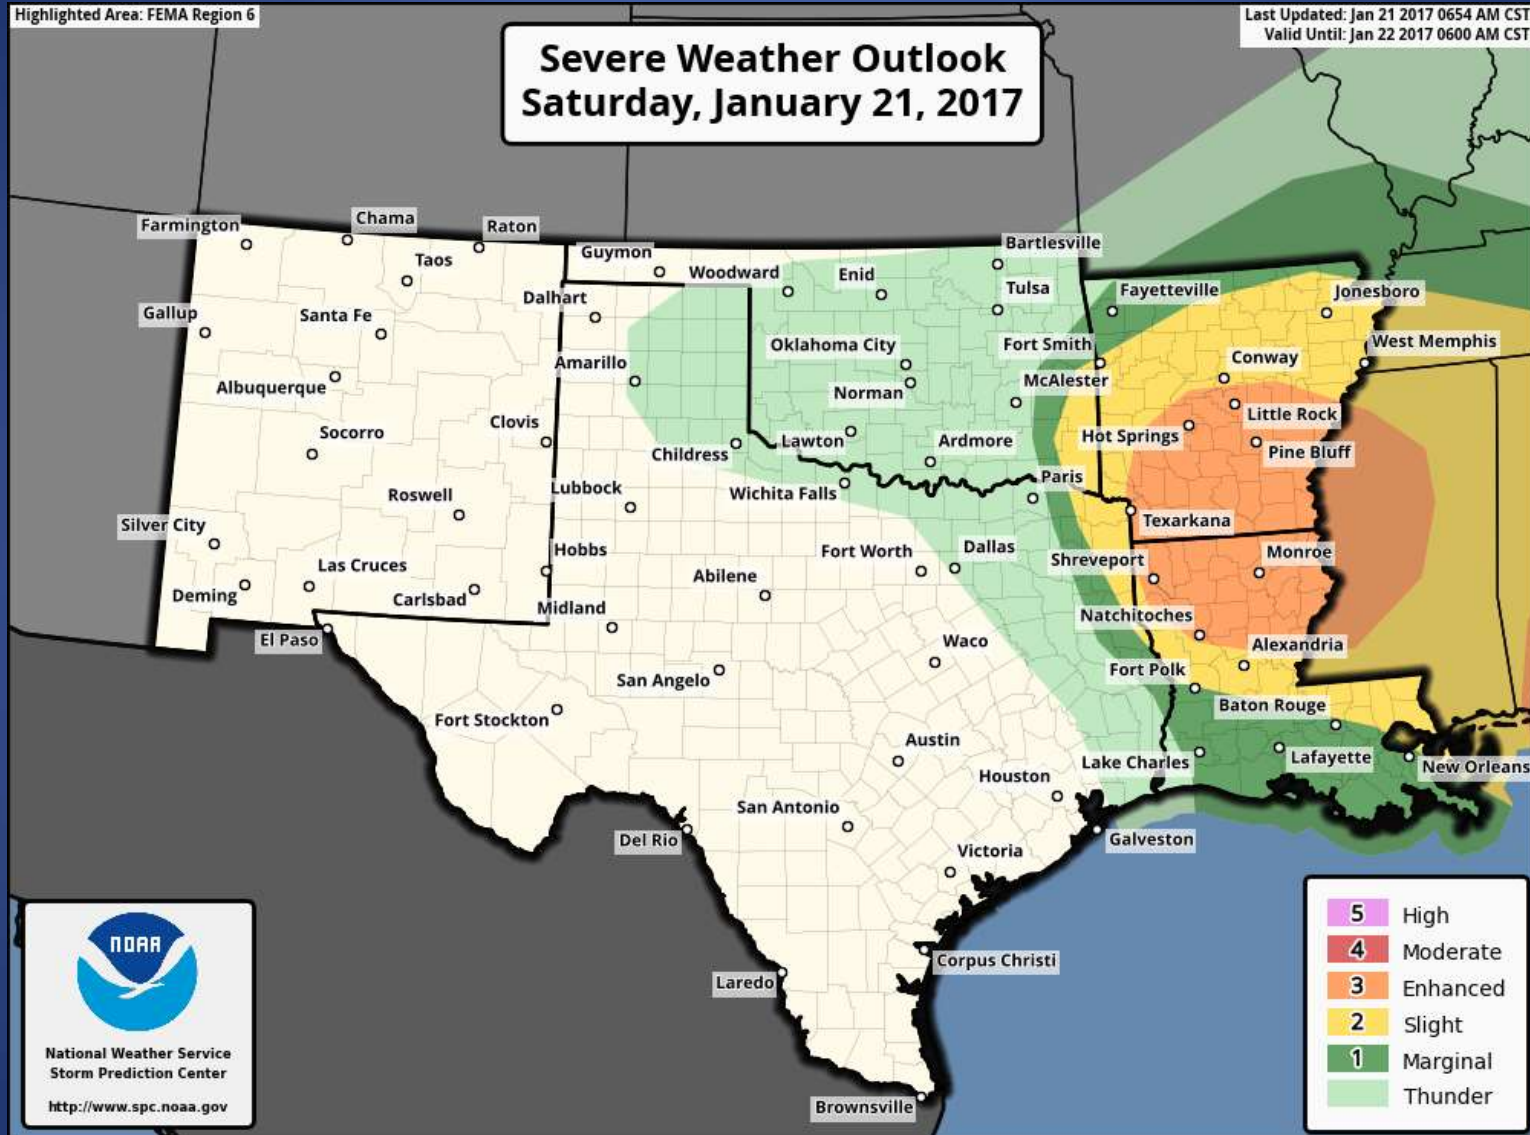 Highlighted Area: FEMA Region 6
Last Updated: Jan 21 2017 0654 AM CST
Valid Until: Jan 22 2017 0600 AM CST
Severe Weather Outlook
Saturday, January 21, 2017
Farmington
Chama
Raton
Taos
Guymon
Woodward
Enid
Bartlesville
Tulsa
Fayetteville
Jonesboro
Gallup
Santa Fe
Dalhart
Albuquerque
Amarillo
Oklahoma City
Norman
Fort Smith
McAlester
Conway
West Memphis
Socorro
Clovis
Childress
Lawton
Ardmore
Hot Springs
Little Rock
Pine Bluff
Roswell
Lubbock
Wichita Falls
Paris
Texarkana
Silver City
Deming
Las Cruces
Carlsbad
Hobbs
Midland
Abilene
Fort Worth
Dallas
Shreveport
Monroe
Natchitoches
El Paso
San Angelo
Waco
Fort Polk
Alexandria
Fort Stockton
Baton Rouge
Austin
Houston
Lake Charles
Lafayette
New Orleans
Del Rio
San Antonio
Galveston
Victoria
Laredo
Corpus Christi
Brownsville
NOAA
National Weather Service
Storm Prediction Center
http://www.spc.noaa.gov
5 High
4 Moderate
3 Enhanced
2 Slight
1 Marginal
Thunder